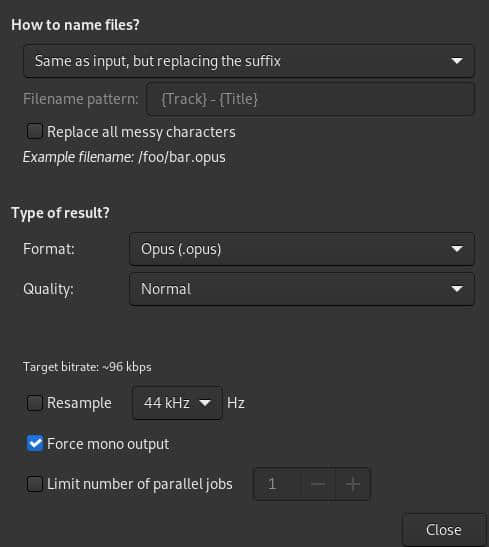 How to name files?
Same as input, but replacing the suffix
Filename pattern: {Track} - {Title}
Replace all messy characters
Example filename: /foo/bar.opus
Type of result?
Format: Opus (.opus)
Quality: Normal
Target bitrate: ~96 kbps
Resample 44 kHz Hz
Force mono output
Limit number of parallel jobs 1 − +
Close